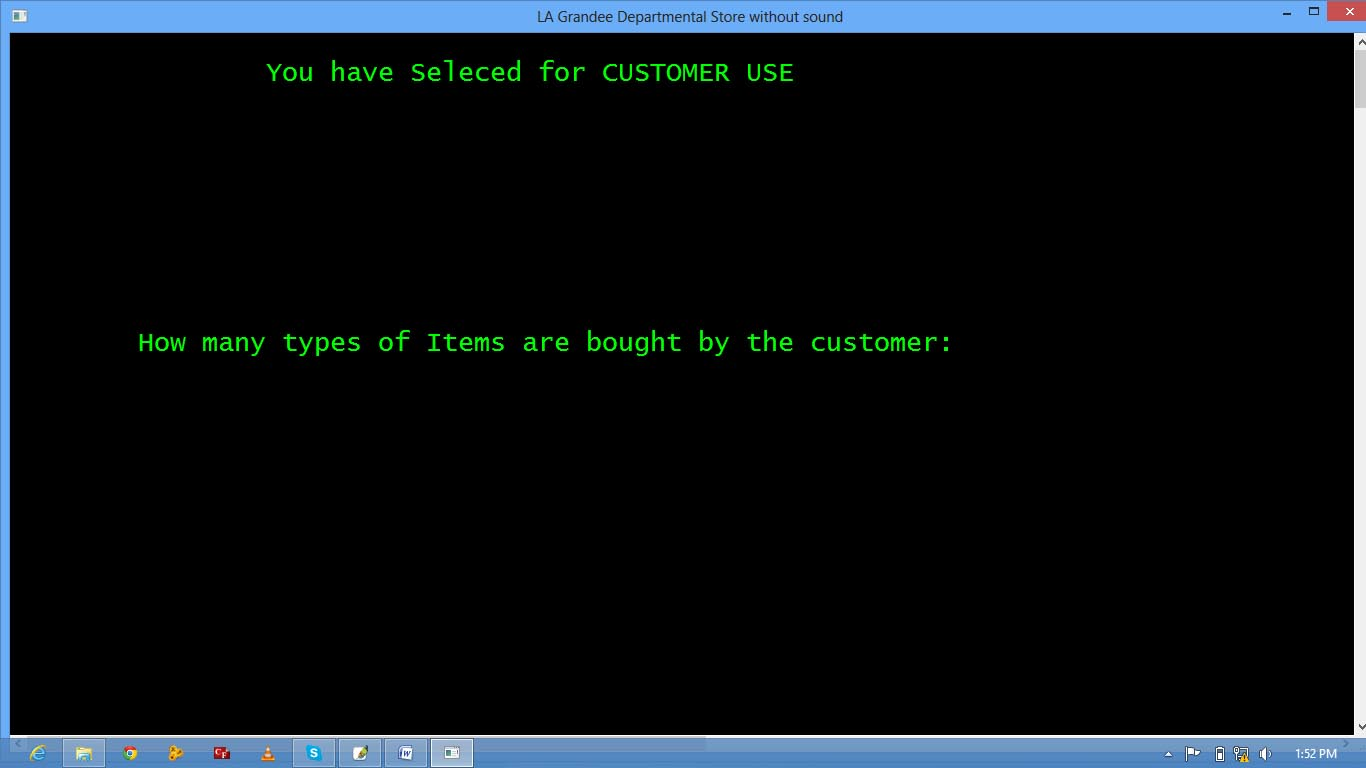 LA Grandee Departmental Store without sound
You have Seleced for CUSTOMER USE
How many types of Items are bought by the customer:
1:52 PM